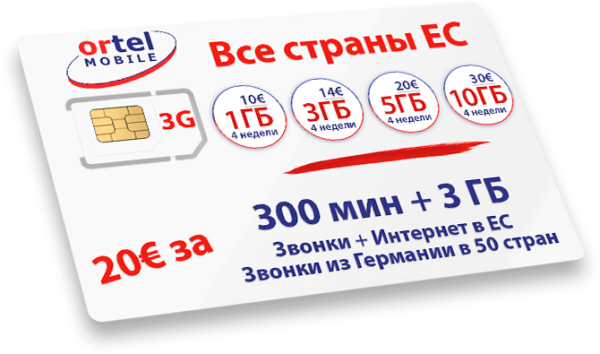 ortel
MOBILE
Все страны ЕС
3G
10€
1ГБ
4 недели
14€
3ГБ
4 недели
20€
5ГБ
4 недели
30€
10ГБ
4 недели
20€ за
300 мин + 3 ГБ
Звонки + Интернет в ЕС
Звонки из Германии в 50 стран